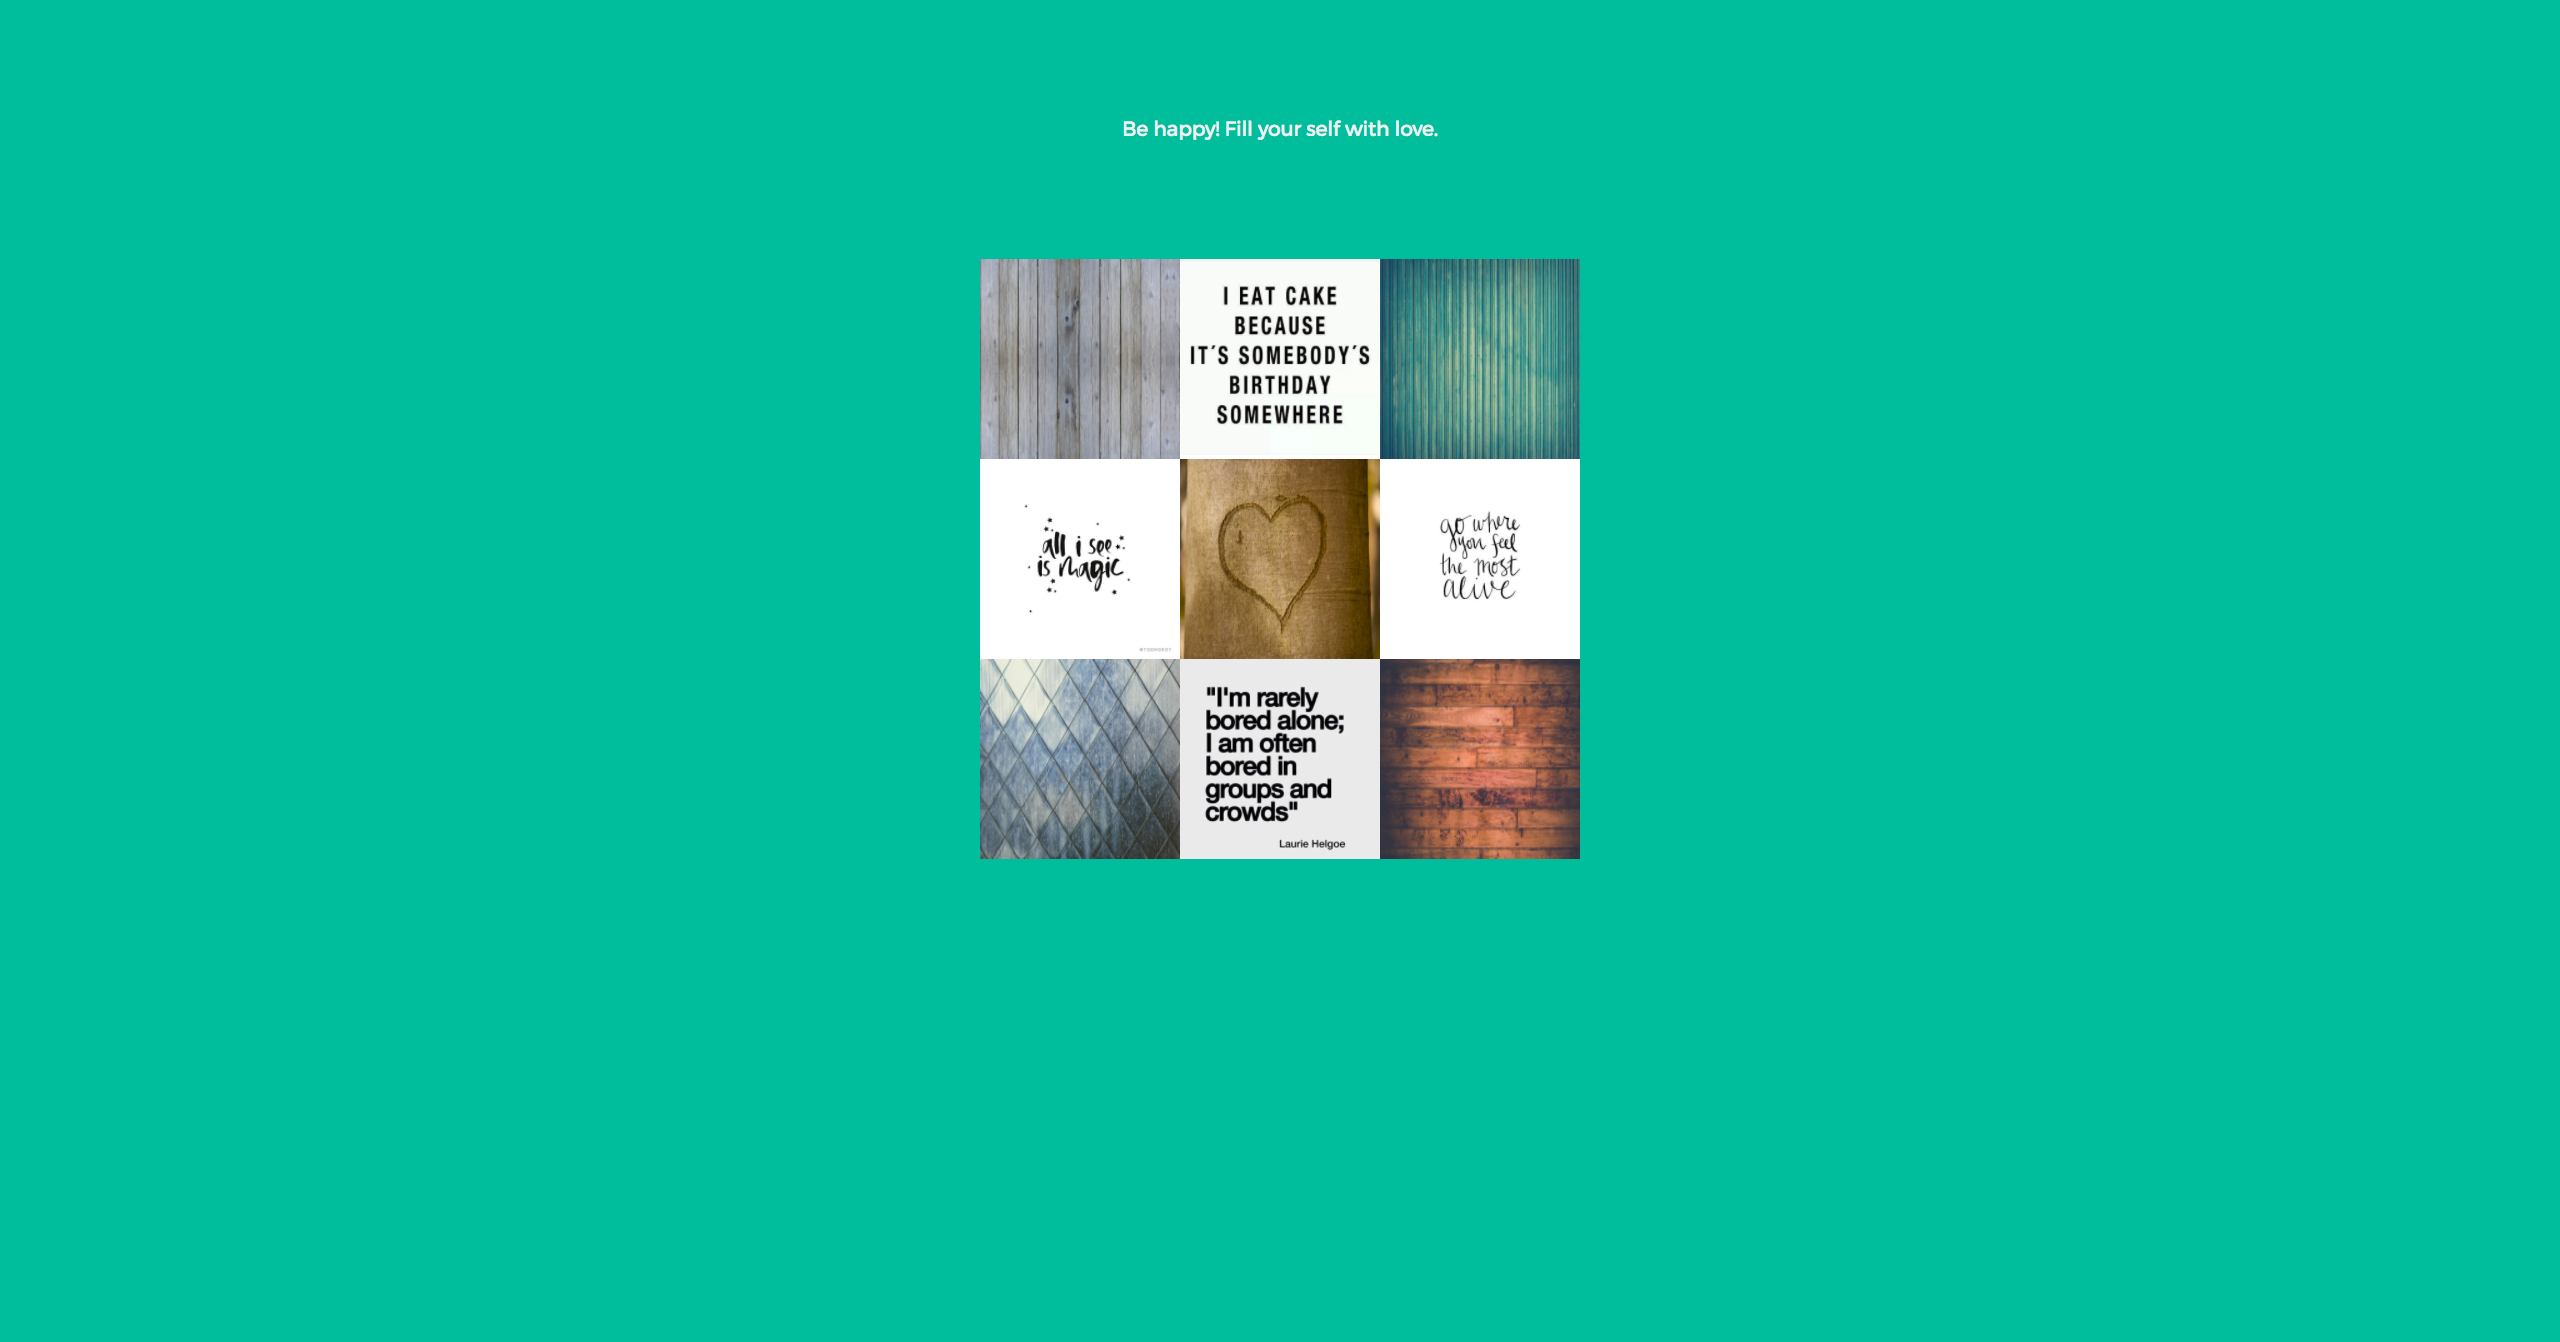 Be happy! Fill your self with love.
I EAT CAKE
BECAUSE
IT´S SOMEBODY´S
BIRTHDAY
SOMEWHERE
all i see
is magic
go where
you feel
the most
alive
"I'm rarely
bored alone;
I am often
bored in
groups and
crowds"
Laurie Helgoe